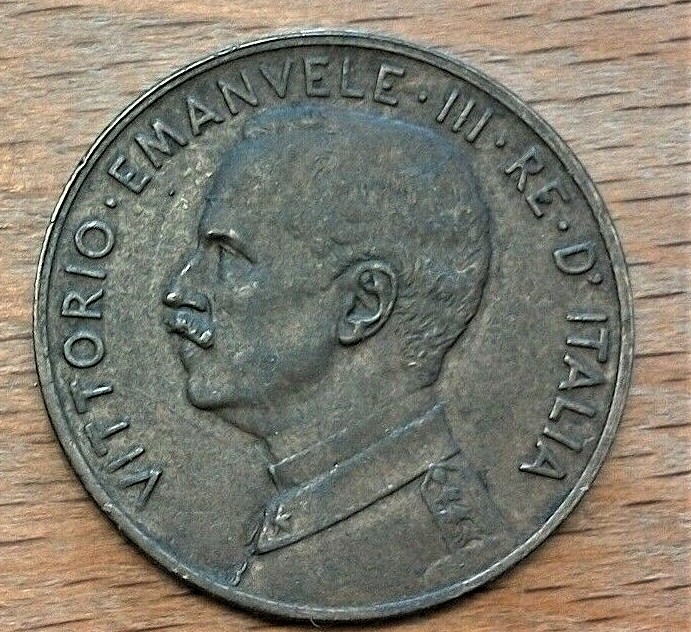 VITTORIO · EMANVELE · III · RE · D' ITALIA